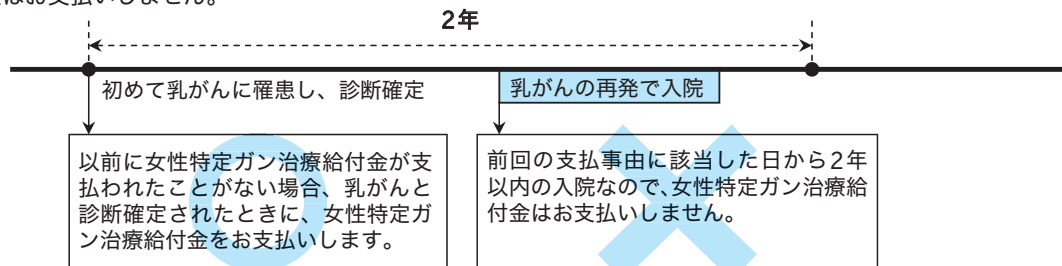 はお支払いしません。
2年
初めて乳がんに罹患し、診断確定
乳がんの再発で入院
以前に女性特定ガン治療給付金が支
払われたことがない場合、乳がんと
診断確定されたときに、女性特定ガ
ン治療給付金をお支払いします。
前回の支払事由に該当した日から2年
以内の入院なので、女性特定ガン治療給
付金はお支払いしません。